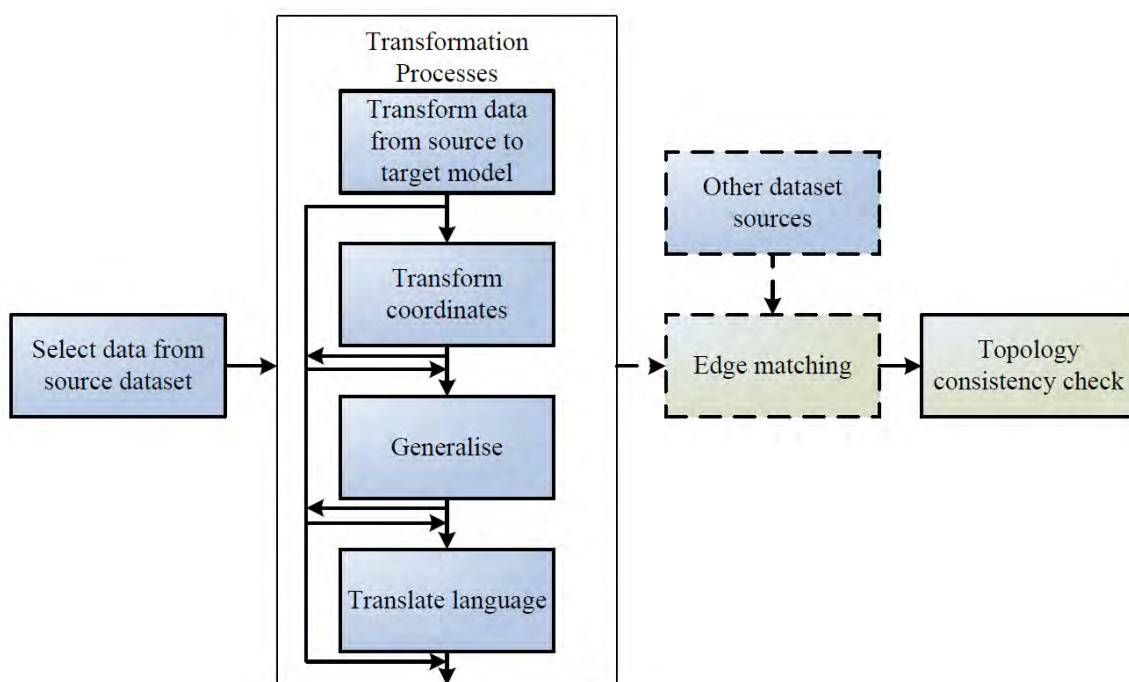 Transformation
Processes
Transform data
from source to
target model
Other dataset
sources
Transform
coordinates
Select data from
source dataset
Edge matching
Topology
consistency check
Generalise
Translate language